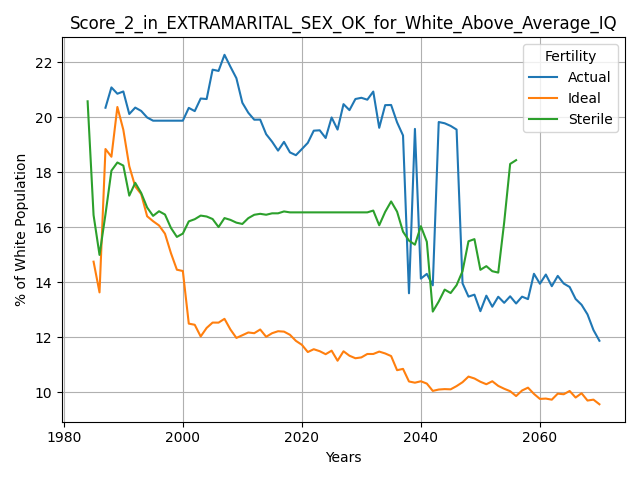 Score_2_in_EXTRAMARITAL_SEX_OK_for_White_Above_Average_IQ
Fertility
Actual
Ideal
Sterile
% of White Population
22
20
18
16
14
12
10
1980
2000
2020
2040
2060
Years